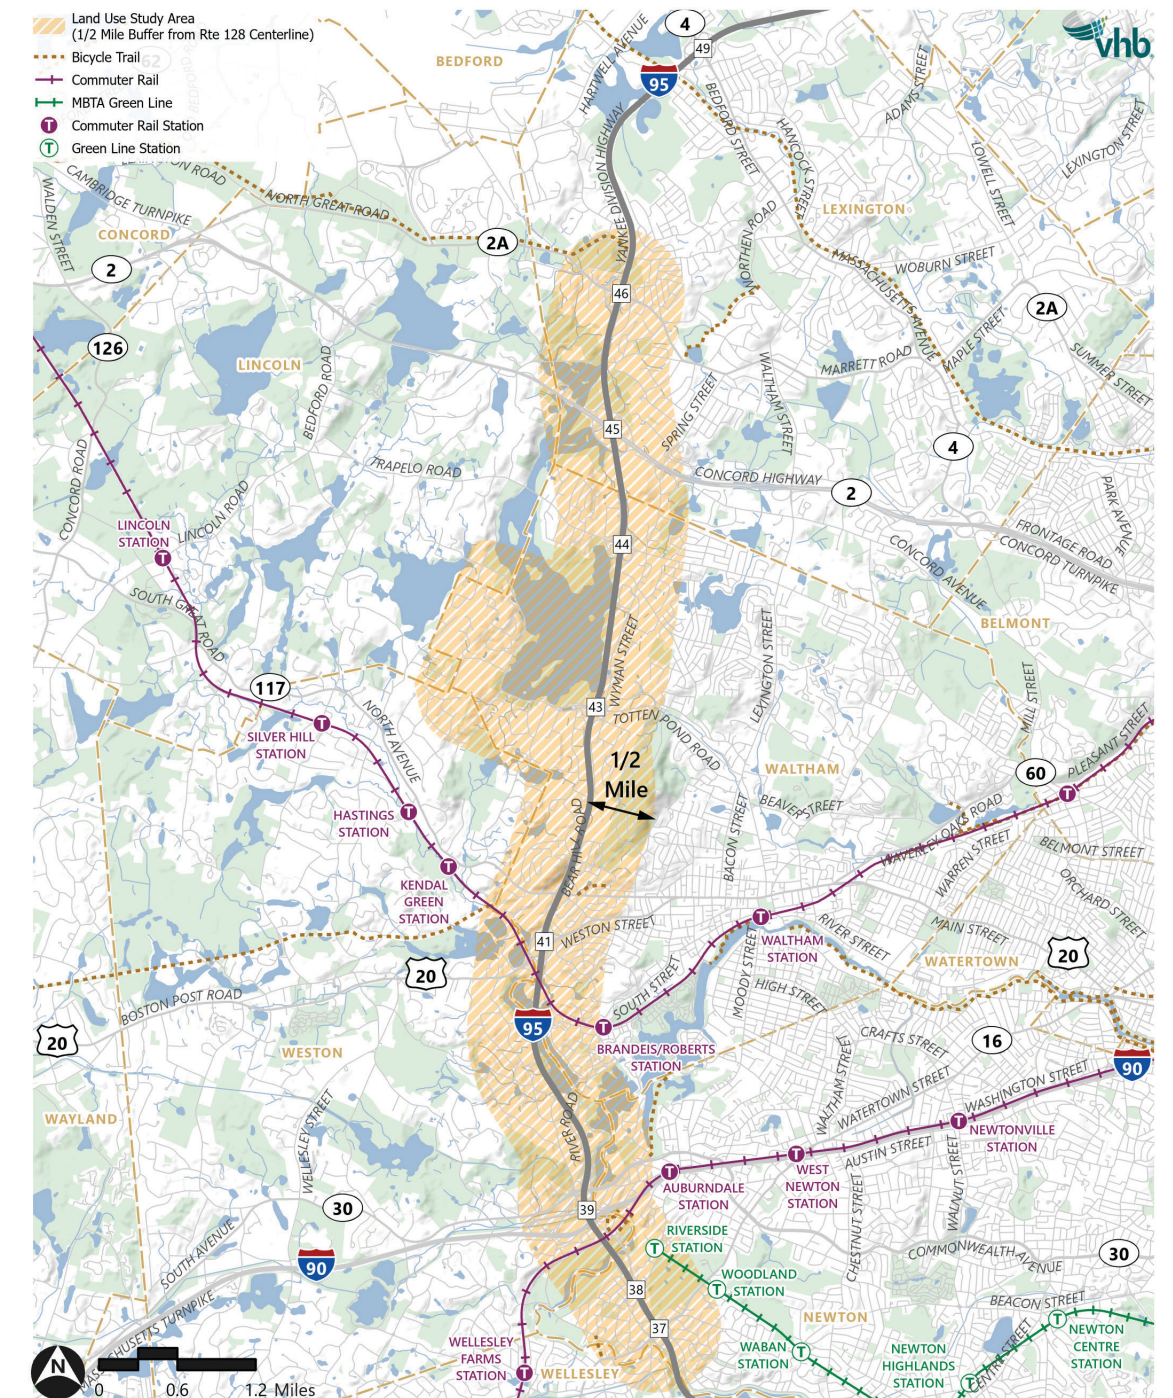 Land Use Study Area
(1/2 Mile Buffer from Rte 128 Centerline)
Bicycle Trail
Commuter Rail
MBTA Green Line
Commuter Rail Station
Green Line Station
vhb
4
49
95
BEDFORD
HARTWELL AVENUE
62
YANKEE DIVISION HIGHWAY
BEDFORD STREET
HANCOCK STREET
ADAMS STREET
LOWELL STREET
LEXINGTON STREET
WALDEN STREET
CAMBRIDGE TURNPIKE
NORTH GREAT ROAD
CONCORD
2
2A
LEXINGTON
WOBURN STREET
MASSACHUSETTS AVENUE
46
2A
126
LINCOLN
BEDFORD ROAD
MARRETT ROAD
MAPLE STREET
SUMMER STREET
WALTHAM STREET
SPRING STREET
45
4
CONCORD ROAD
TRAPELO ROAD
CONCORD HIGHWAY
2
PARK AVENUE
LINCOLN ROAD
LINCOLN
STATION
44
FRONTAGE ROAD
CONCORD TURNPIKE
CONCORD AVENUE
SOUTH GREAT ROAD
BELMONT
WYMAN STREET
LEXINGTON STREET
MILL STREET
117
NORTH AVENUE
43
TOTTEN POND ROAD
SILVER HILL
STATION
1/2
Mile
WALTHAM
60
PLEASANT STREET
HASTINGS
STATION
BEAR HILL ROAD
BEAVER STREET
BACON STREET
WAVERLEY OAKS ROAD
WARREN STREET
BELMONT STREET
ORCHARD STREET
KENDAL
GREEN
STATION
41
WESTON STREET
WALTHAM
STATION
RIVER STREET
MAIN STREET
WATERTOWN
20
20
BOSTON POST ROAD
SOUTH STREET
MOODY STREET
HIGH STREET
95
20
BRANDEIS/ROBERTS
STATION
CRAFTS STREET
16
WESTON
90
WAYLAND
WELLESLEY STREET
RIVER ROAD
WALTHAM STREET
WATERTOWN STREET
WASHINGTON STREET
NEWTONVILLE
STATION
AUSTIN STREET
WEST
NEWTON
STATION
AUBURNDALE
STATION
30
39
CHESTNUT STREET
WALNUT STREET
RIVERSIDE
STATION
SOUTH AVENUE
90
COMMONWEALTH AVENUE
30
WOODLAND
STATION
38
BEACON STREET
MASSACHUSETTS TURNPIKE
37
NEWTON
NEWTON
CENTRE
STATION
WABAN
STATION
NEWTON
HIGHLANDS
STATION
CENTRE STREET
WELLESLEY
FARMS
STATION
WELLESLEY
N
0 0.6 1.2 Miles